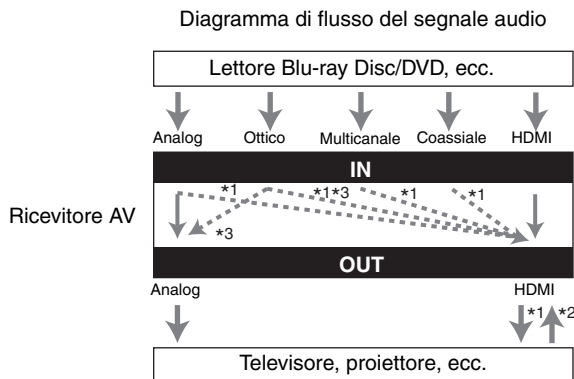 Diagramma di flusso del segnale audio
Lettore Blu-ray Disc/DVD, ecc.
Analog Ottico Multicanale Coassiale HDMI
IN
*1 *1*3 *1 *1
Ricevitore AV
*3
OUT
Analog HDMI
*1 *2
Televisore, proiettore, ecc.